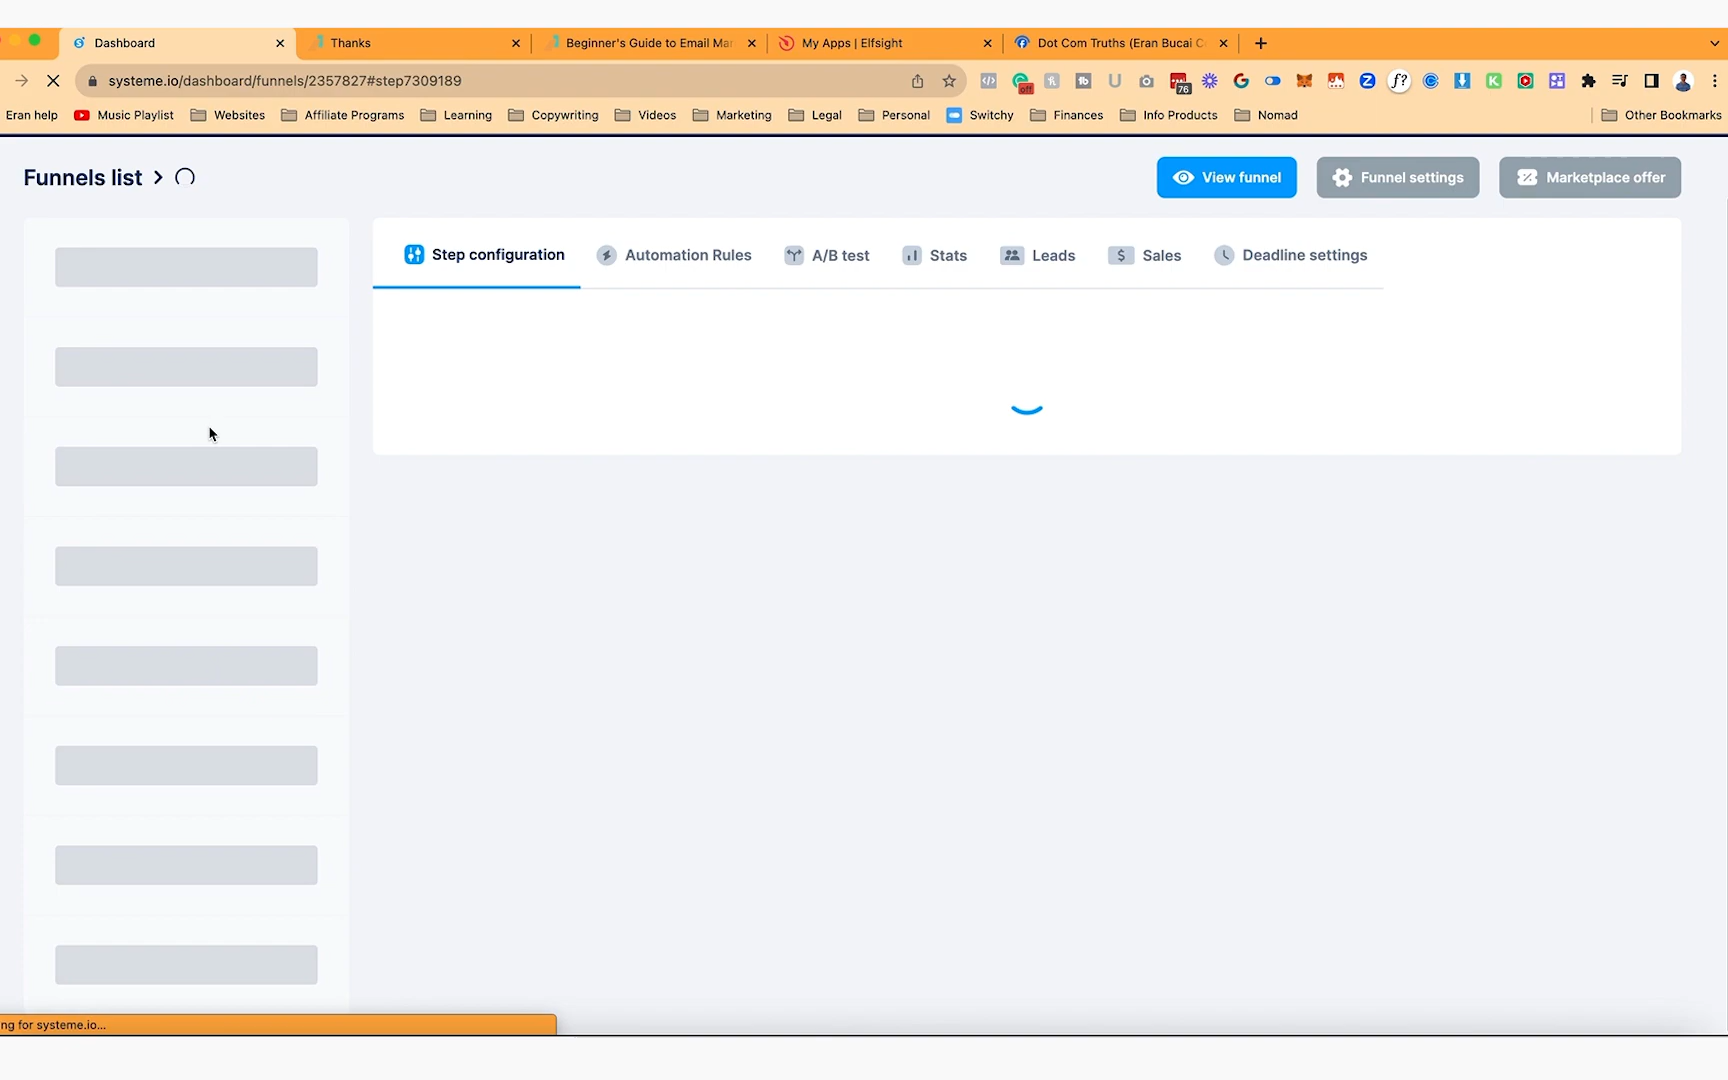 Dashboard
Thanks
Beginner's Guide to Email Mar
My Apps | Elfsight
Dot Com Truths (Eran Bucai C
systeme.io/dashboard/funnels/2357827#step7309189
off
76
f?
Eran help
Music Playlist
Websites
Affiliate Programs
Learning
Copywriting
Videos
Marketing
Legal
Personal
Switchy
Finances
Info Products
Nomad
Other Bookmarks
Funnels list
View funnel
Funnel settings
Marketplace offer
Step configuration
Automation Rules
A/B test
Stats
Leads
Sales
Deadline settings
ng for systeme.io...